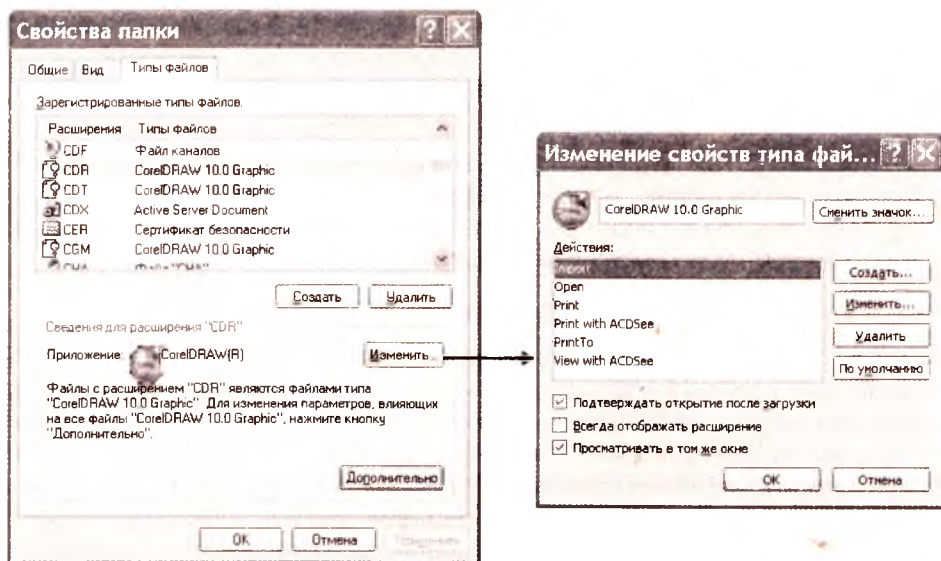 Свойства папки
Общие Вид Типы файлов
Зарегистрированные типы файлов.
Расширения Типы файлов
CDF Файл каналов
CDR CorelDRAW 10.0 Graphic
CDT CorelDRAW 10.0 Graphic
CDX Active Server Document
CER Сертификат безопасности
CGM CorelDRAW 10.0 Graphic
Создать Удалить
Сведения для расширения "CDR"
Приложение: CorelDRAW(R) Изменить...
Файлы с расширением "CDR" являются файлами типа
"CorelDRAW 10.0 Graphic" Для изменения параметров, влияющих
на все файлы "CorelDRAW 10.0 Graphic", нажмите кнопку
"Дополнительно".
Дополнительно
OK Отмена
Изменение свойств типа фай...
CorelDRAW 10.0 Graphic Сменить значок...
Действия:
Создать...
Open
Print Изменить...
Print with ACDSee
PrintTo Удалить
View with ACDSee
По умолчанию
Подтверждать открытие после загрузки
Всегда отображать расширение
Просматривать в том же окне
OK Отмена